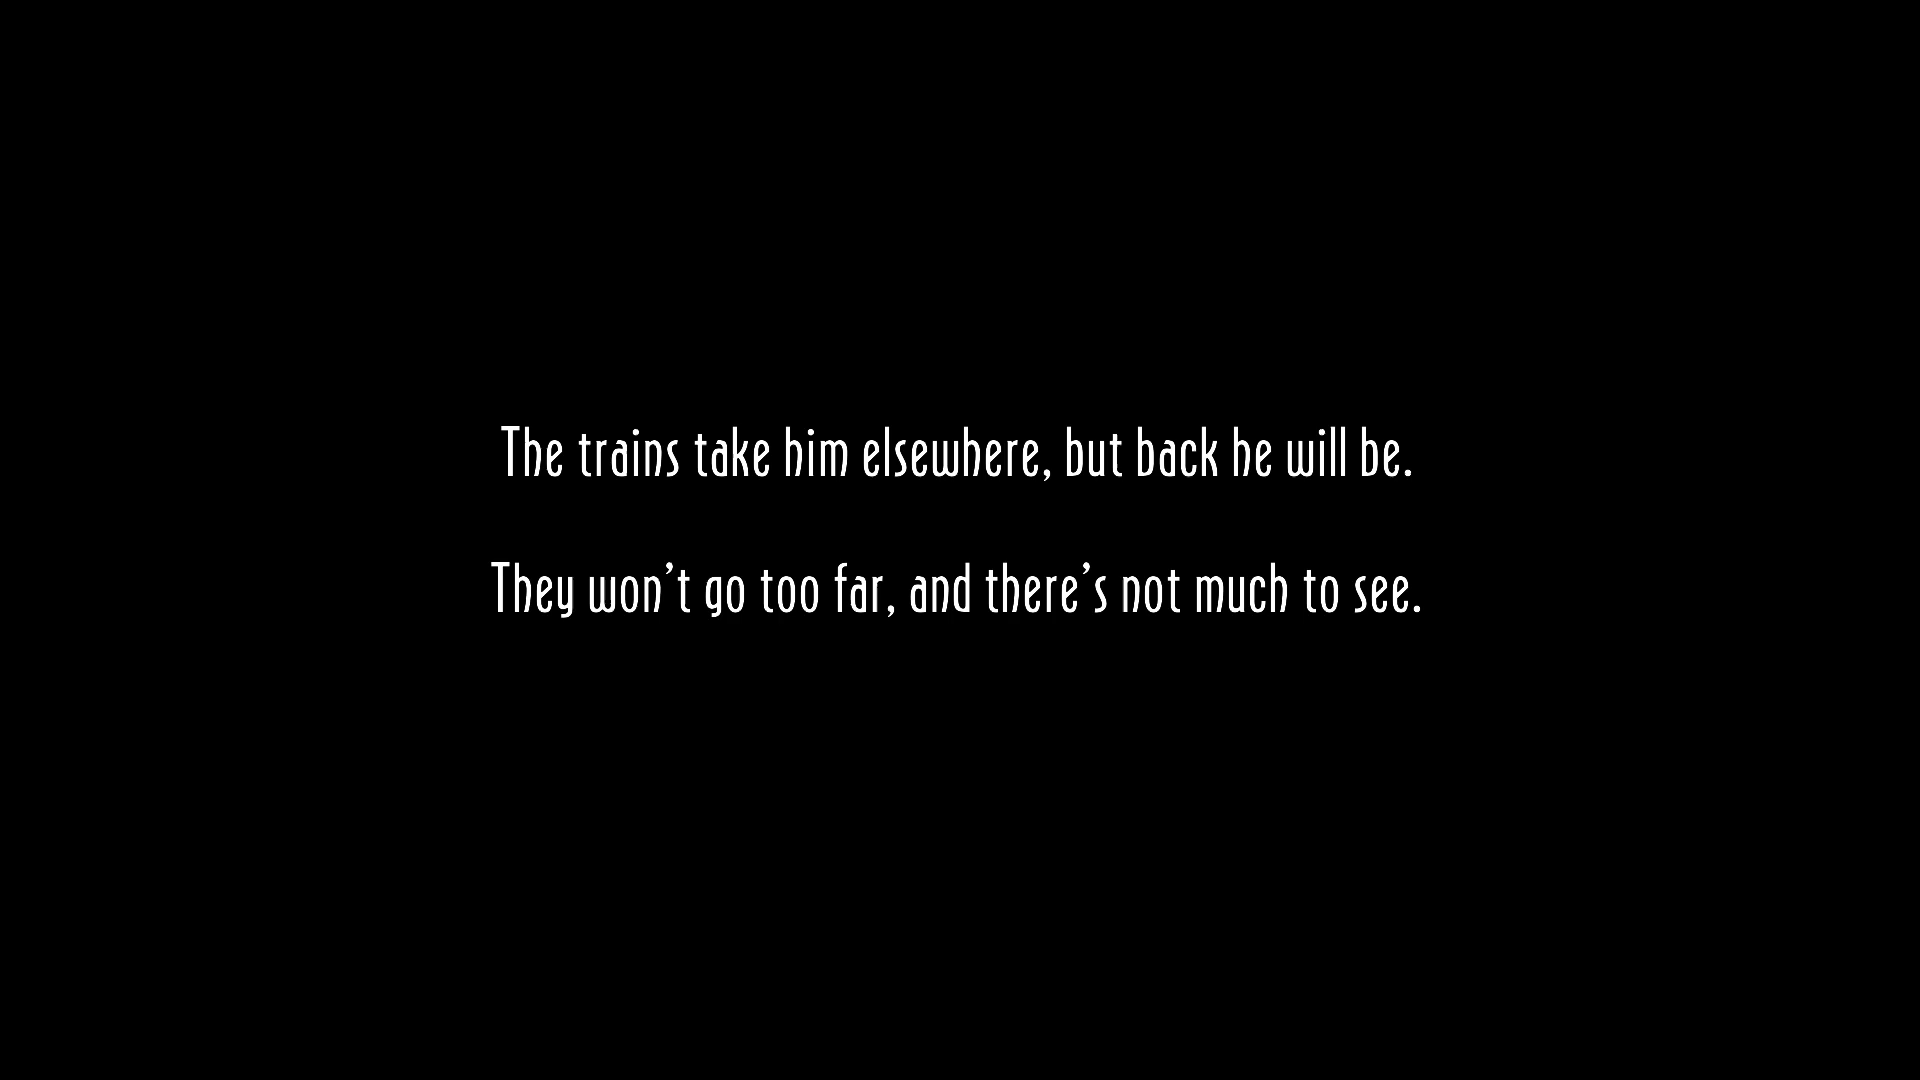 The trains take him elsewhere, but back he will be.
They won’t go too far, and there’s not much to see.